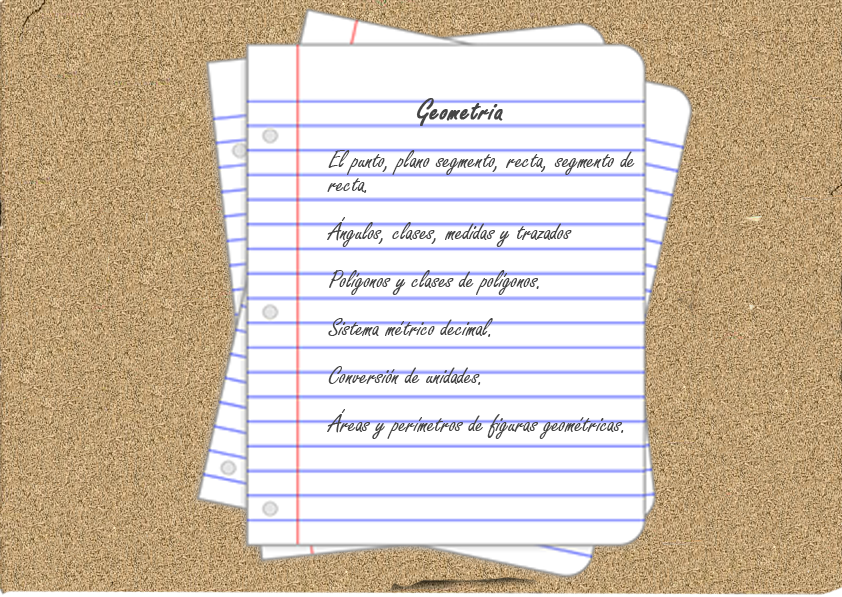 Geometria
El punto, plano segmento, recta, segmento de
recta.
Ángulos, clases, medidas y trazados
Polígonos y clases de polígonos.
Sistema métrico decimal.
Conversión de unidades.
Áreas y perímetros de figuras geométricas.